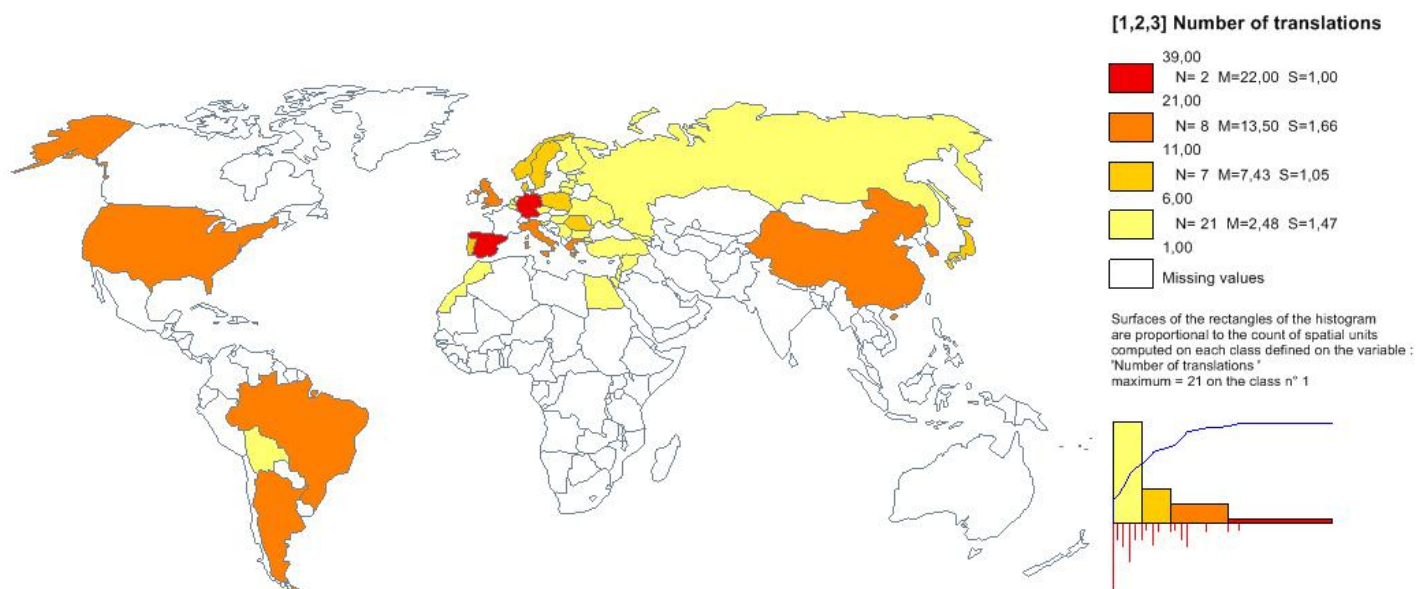 [1,2,3] Number of translations
39,00
N= 2 M=22,00 S=1,00
21,00
N= 8 M=13,50 S=1,66
11,00
N= 7 M=7,43 S=1,05
6,00
N= 21 M=2,48 S=1,47
1,00
Missing values
Surfaces of the rectangles of the histogram
are proportional to the count of spatial units
computed on each class defined on the variable :
'Number of translations '
maximum = 21 on the class n° 1